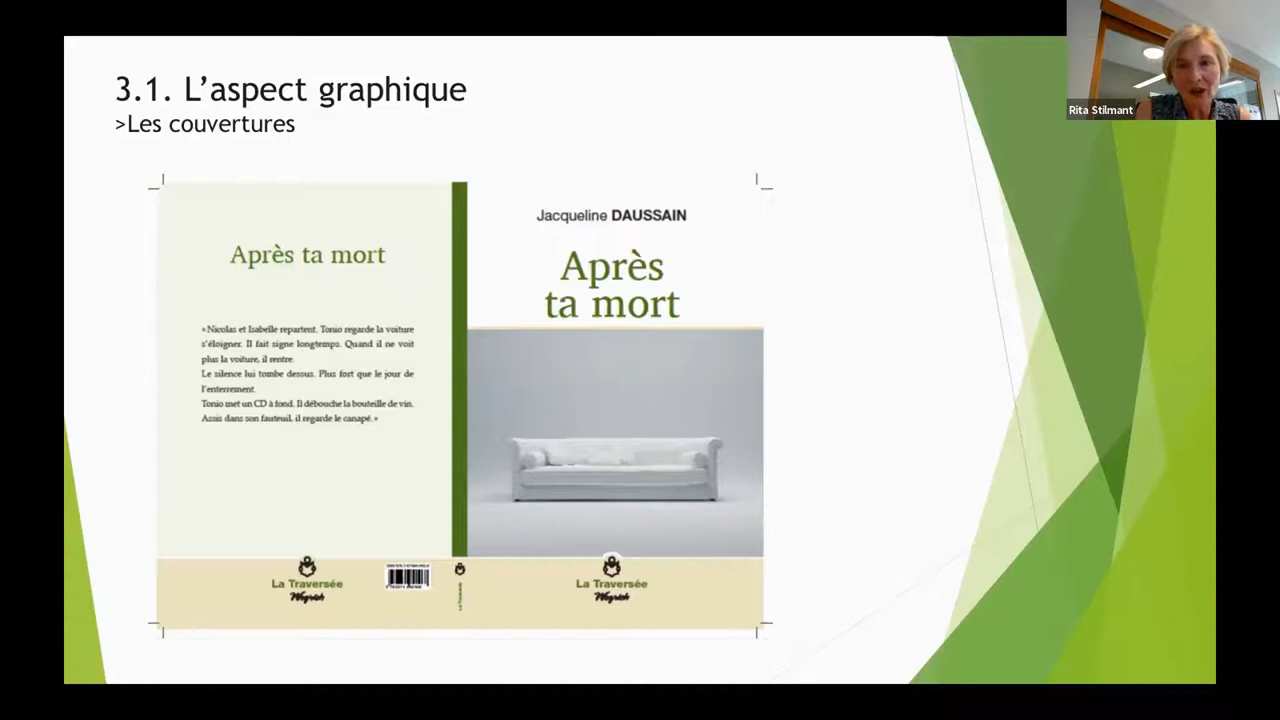 3.1. L’aspect graphique
>Les couvertures
Rita Stilmant
Après ta mort
« Nicolas et Isabelle repartent. Tonio regarde la voiture
s’éloigner. Il fait signe longtemps. Quand il ne voit
plus la voiture, il rentre.
Le silence lui tombe dessus. Plus fort que le jour de
l’enterrement.
Tonio met un CD à fond. Il débouche la bouteille de vin.
Assis dans son fauteuil, il regarde le canapé. »
La Traversée
Weyrich
La Traversée
Jacqueline DAUSSAIN
Après
ta mort
La Traversée
Weyrich